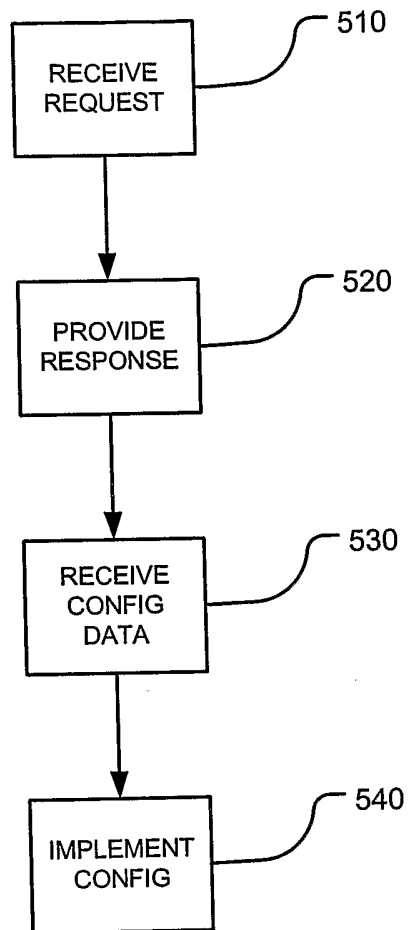 510
RECEIVE
REQUEST
520
PROVIDE
RESPONSE
530
RECEIVE
CONFIG
DATA
540
IMPLEMENT
CONFIG